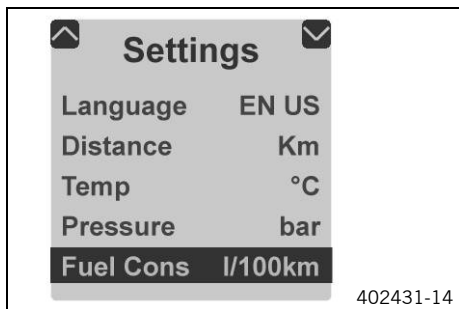 Settings
Language EN US
Distance Km
Temp °C
Pressure bar
Fuel Cons l/100km
402431-14